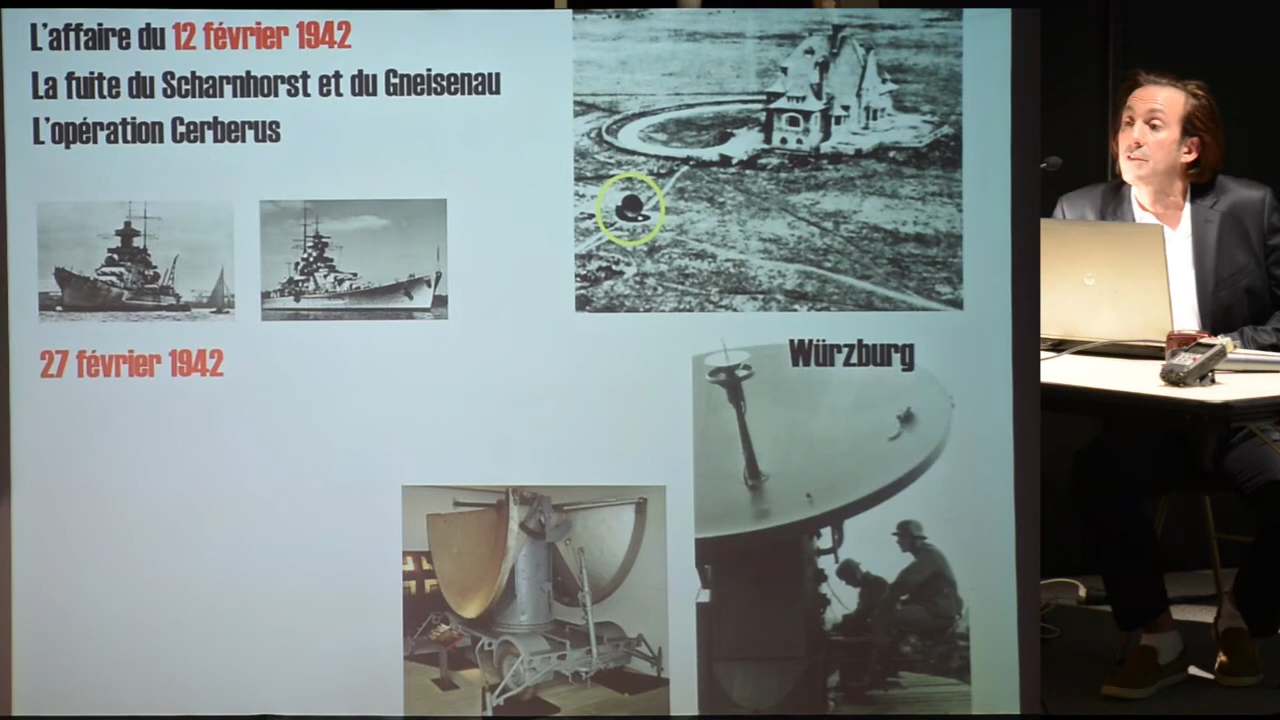 L'affaire du 12 février 1942
La fuite du Scharnhorst et du Gneisenau
L'opération Cerberus
27 février 1942
Würzburg